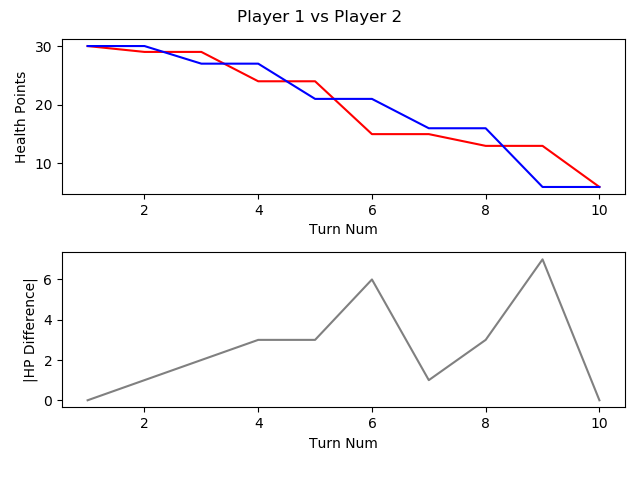 Player 1 vs Player 2
30
20
10
Health Points
2 4 6 8 10
Turn Num
6
4
2
0
|HP Difference|
2 4 6 8 10
Turn Num